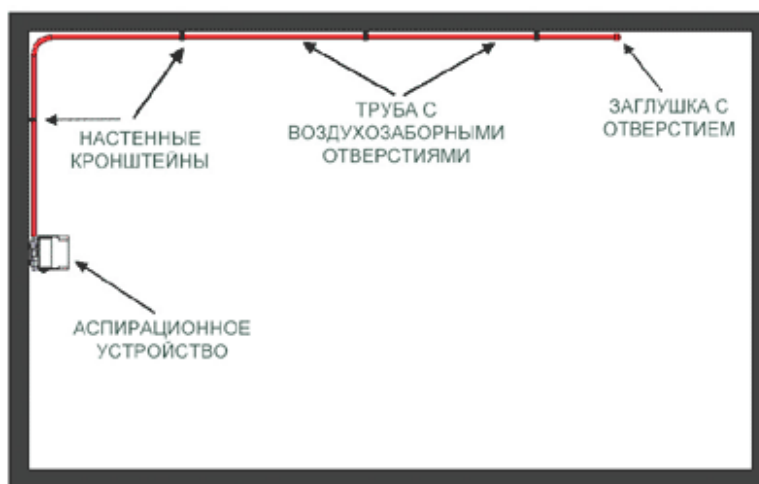 НАСТЕННЫЕ
КРОНШТЕЙНЫ
ТРУБА С
ВОЗДУХОЗАБОРНЫМИ
ОТВЕРСТИЯМИ
ЗАГЛУШКА С
ОТВЕРСТИЕМ
АСПИРАЦИОННОЕ
УСТРОЙСТВО